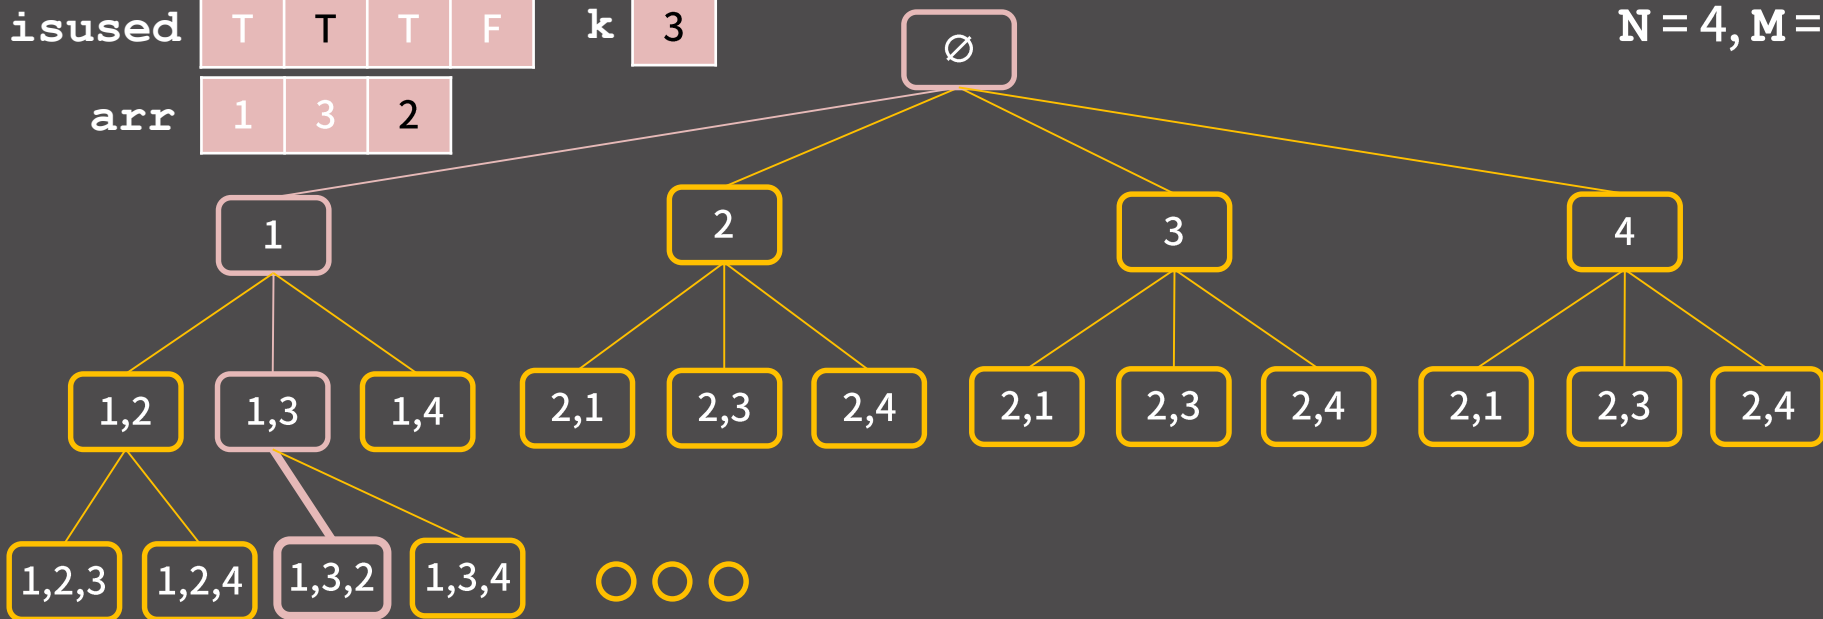 isused T T T F k 3 ∅ N = 4, M =
arr 1 3 2
1 2 3 4
1,2 1,3 1,4 2,1 2,3 2,4 2,1 2,3 2,4 2,1 2,3 2,4
1,2,3 1,2,4 1,3,2 1,3,4